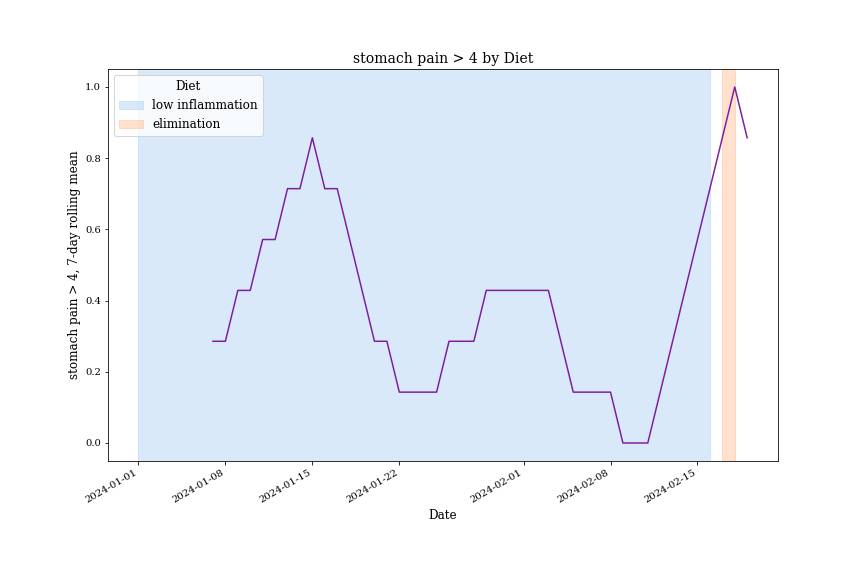 stomach pain > 4 by Diet
Diet
low inflammation
elimination
stomach pain > 4, 7-day rolling mean
1.0
0.8
0.6
0.4
0.2
0.0
2024-01-01
2024-01-08
2024-01-15
2024-01-22
2024-02-01
2024-02-08
2024-02-15
Date